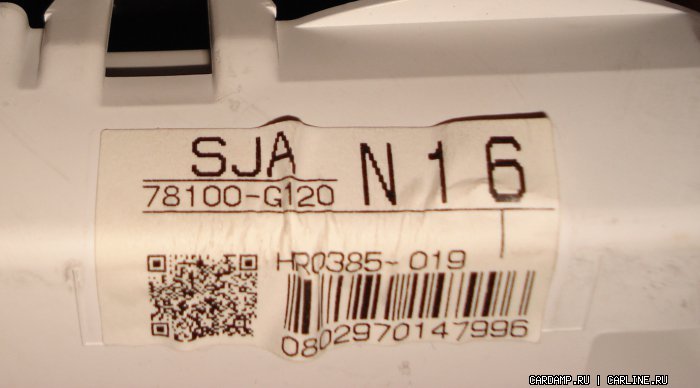 SJA N16
78100-G120
HR0385-019
0802970147996
CARDAMP.RU | CARLINE.RU